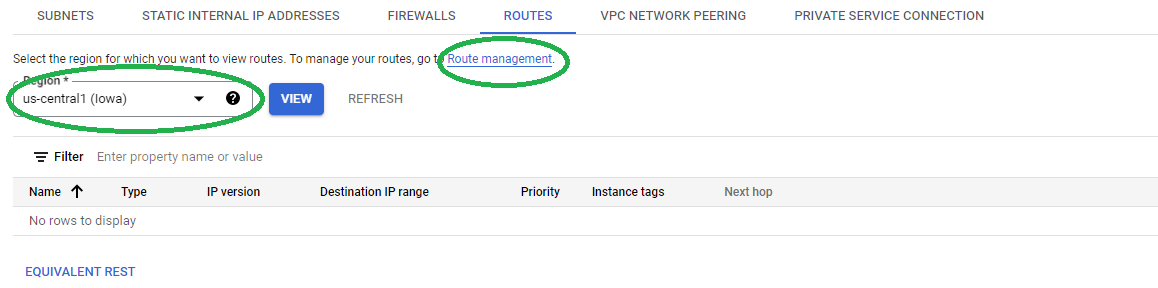 SUBNETS STATIC INTERNAL IP ADDRESSES FIREWALLS ROUTES VPC NETWORK PEERING PRIVATE SERVICE CONNECTION
Select the region for which you want to view routes. To manage your routes, go to Route management.
Region *
us-central1 (Iowa) VIEW REFRESH
Filter Enter property name or value
Name Type IP version Destination IP range Priority Instance tags Next hop
No rows to display
EQUIVALENT REST